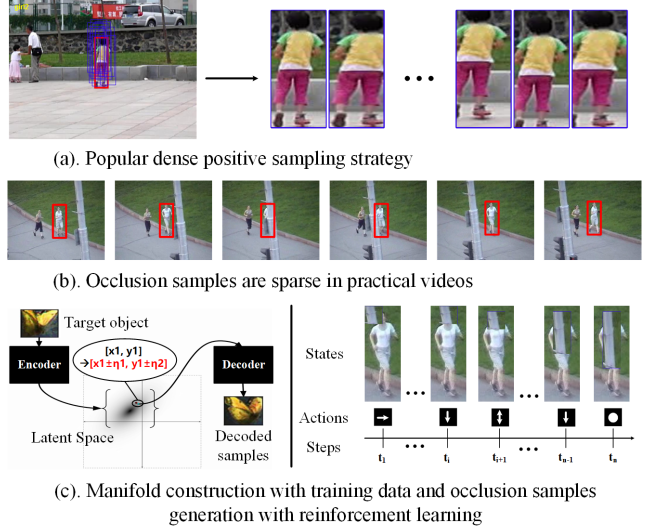 girl2
(a). Popular dense positive sampling strategy
(b). Occlusion samples are sparse in practical videos
Target object
Encoder
[x1, y1]
→[x1±η1, y1±η2]
Decoder
Latent Space
Decoded
samples
States
Actions
Steps
t1
ti
ti+1
tn-1
tn
(c). Manifold construction with training data and occlusion samples
generation with reinforcement learning